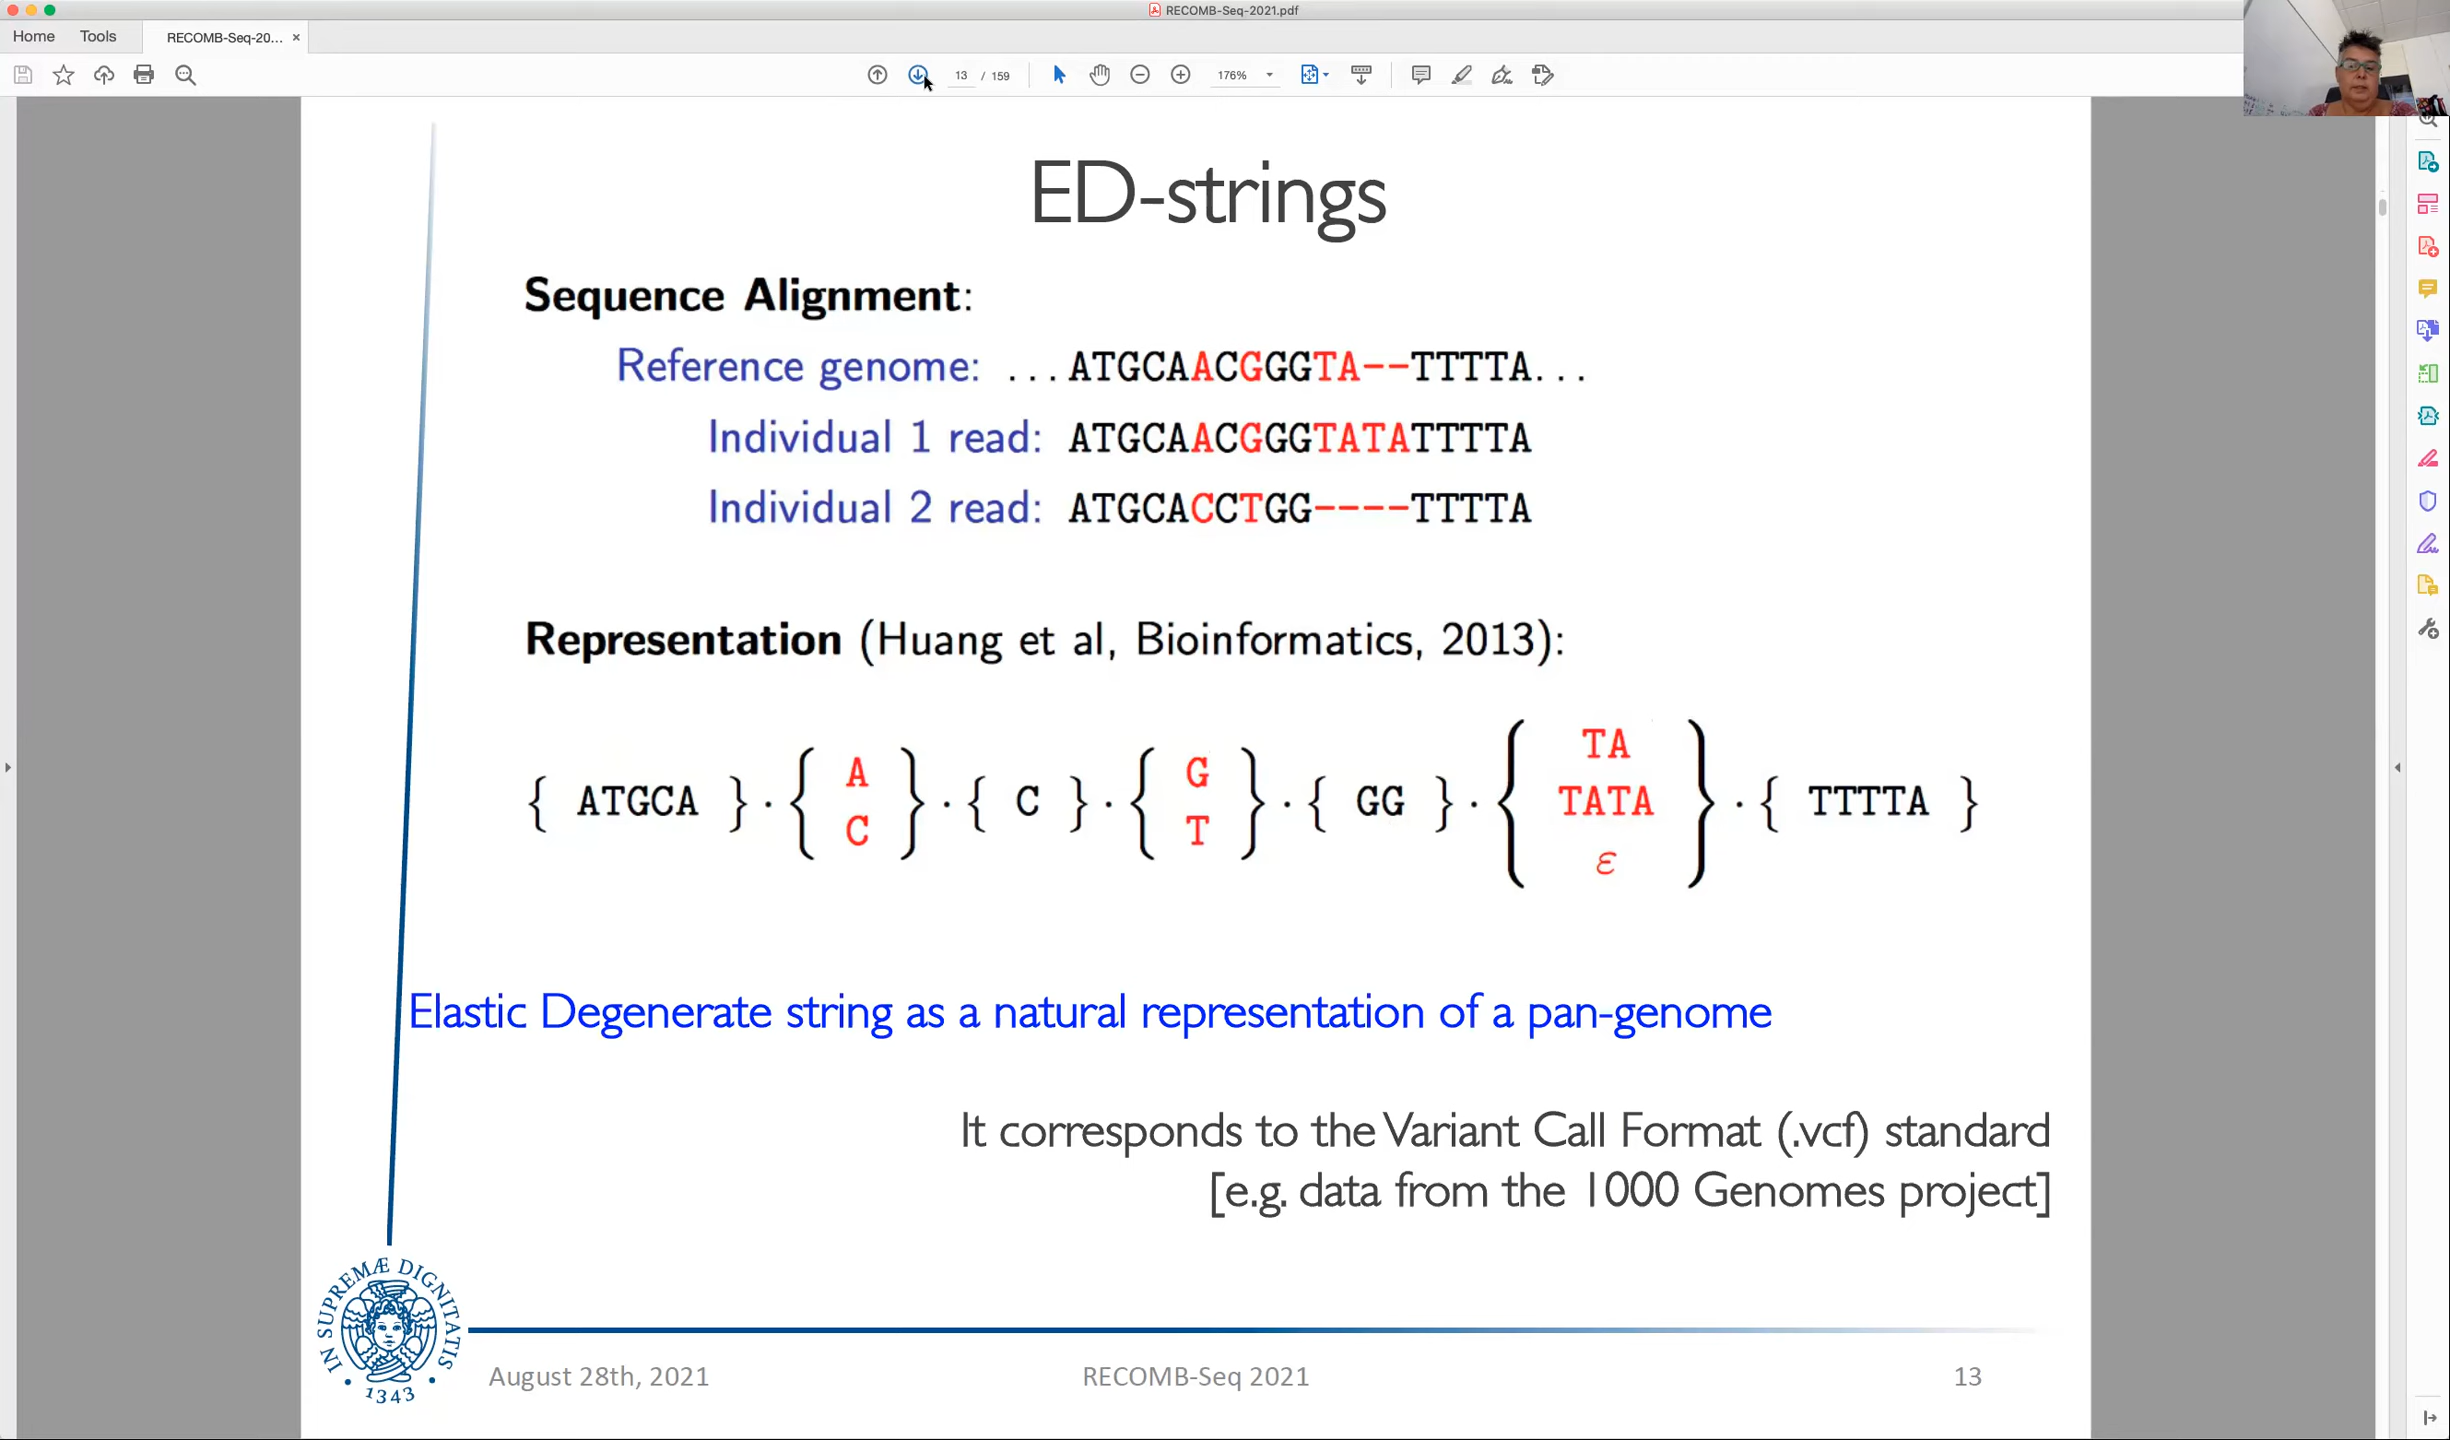 RECOMB-Seq-2021.pdf
Home Tools RECOMB-Seq-20... ×
13 / 159 176%
ED-strings
Sequence Alignment:
Reference genome: ...ATGCAACGGGTA--TTTTA...
Individual 1 read: ATGCAACGGGTATATTTTA
Individual 2 read: ATGCACCTGG----TTTTA
Representation (Huang et al, Bioinformatics, 2013):
{ ATGCA } · { A C } · { C } · { G T } · { GG } · { TA TATA ε } · { TTTTA }
Elastic Degenerate string as a natural representation of a pan-genome
It corresponds to the Variant Call Format (.vcf) standard
[e.g. data from the 1000 Genomes project]
IN SUPREMÆ DIGNITATIS
· 1343 ·
August 28th, 2021 RECOMB-Seq 2021 13